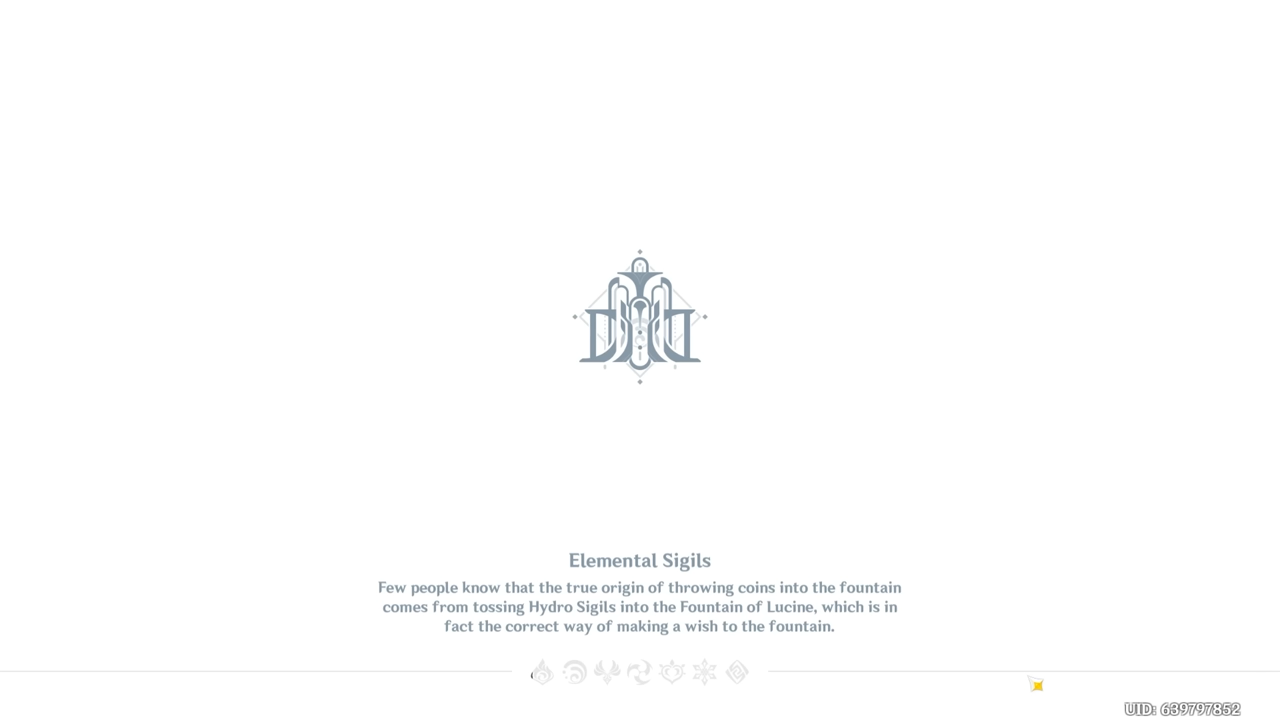 Elemental Sigils
Few people know that the true origin of throwing coins into the fountain
comes from tossing Hydro Sigils into the Fountain of Lucine, which is in
fact the correct way of making a wish to the fountain.
UID: 639797852